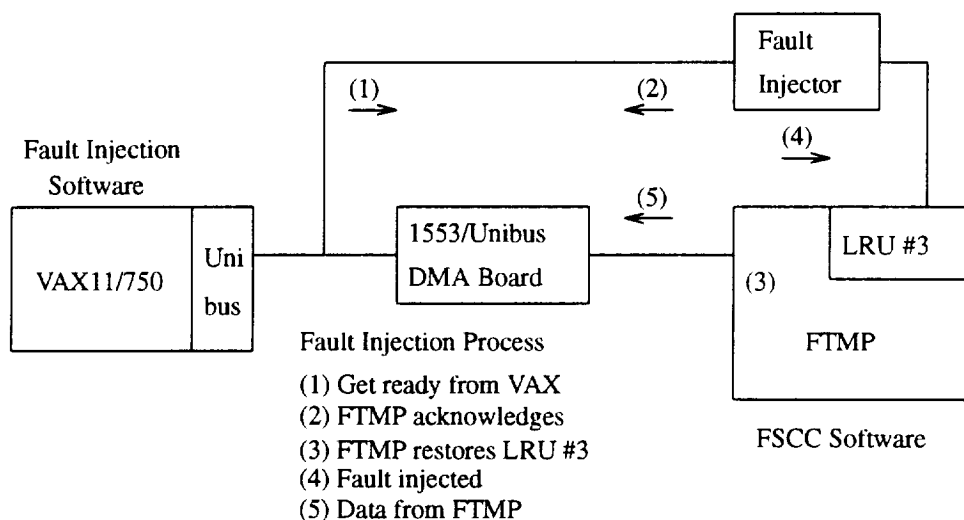 Fault
Injector
(1)
(2)
(4)
Fault Injection
Software
(5)
VAX11/750
Uni
bus
1553/Unibus
DMA Board
LRU #3
(3)
FTMP
Fault Injection Process
(1) Get ready from VAX
(2) FTMP acknowledges
(3) FTMP restores LRU #3
(4) Fault injected
(5) Data from FTMP
FSCC Software